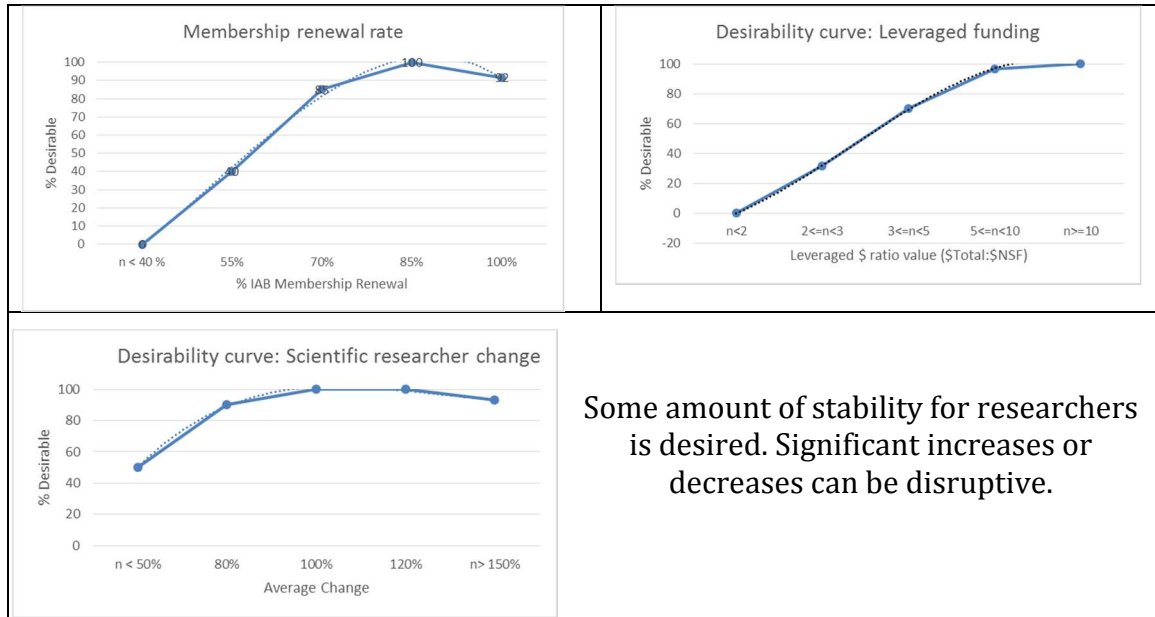 Membership renewal rate
100
90
80
70
60
50
40
30
20
10
0
% Desirable
0
40
85
100
92
n < 40 %
55%
70%
85%
100%
% IAB Membership Renewal
Desirability curve: Leveraged funding
100
80
60
40
20
0
-20
% Desirable
n<2
2<=n<3
3<=n<5
5<=n<10
n>=10
Leveraged $ ratio value ($Total:$NSF)
Desirability curve: Scientific researcher change
100
80
60
40
20
0
% Desirable
n < 50%
80%
100%
120%
n> 150%
Average Change
Some amount of stability for researchers
is desired. Significant increases or
decreases can be disruptive.